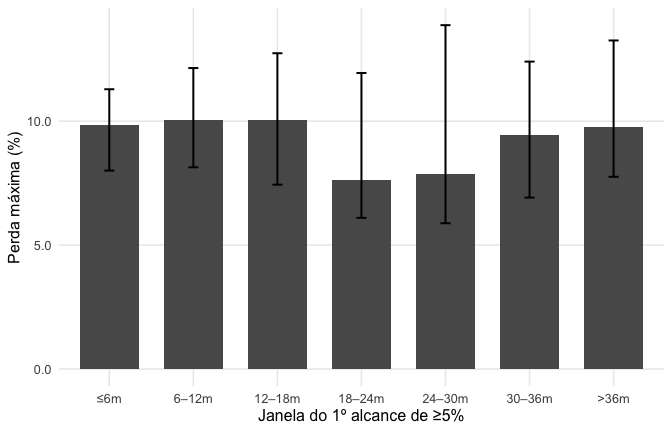 Perda máxima (%)
10.0
5.0
0.0
≤6m 6–12m 12–18m 18–24m 24–30m 30–36m >36m
Janela do 1º alcance de ≥5%